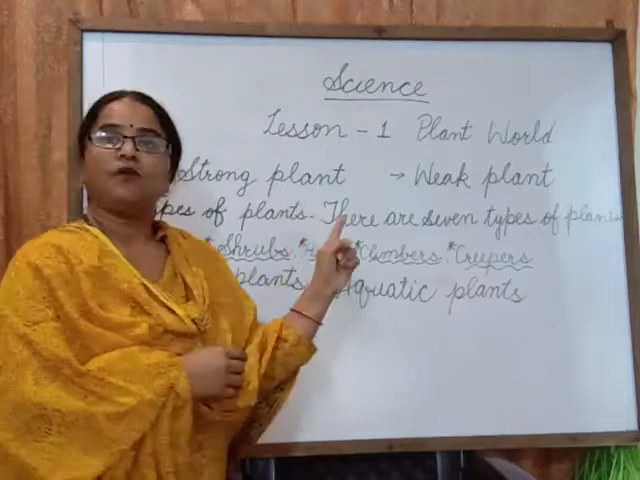 Science
Lesson - 1 Plant World
Strong plant → Weak plant
of plants- There are seven types of plants
Shrubs, * *Climbers *Creepers
plants Aquatic plants